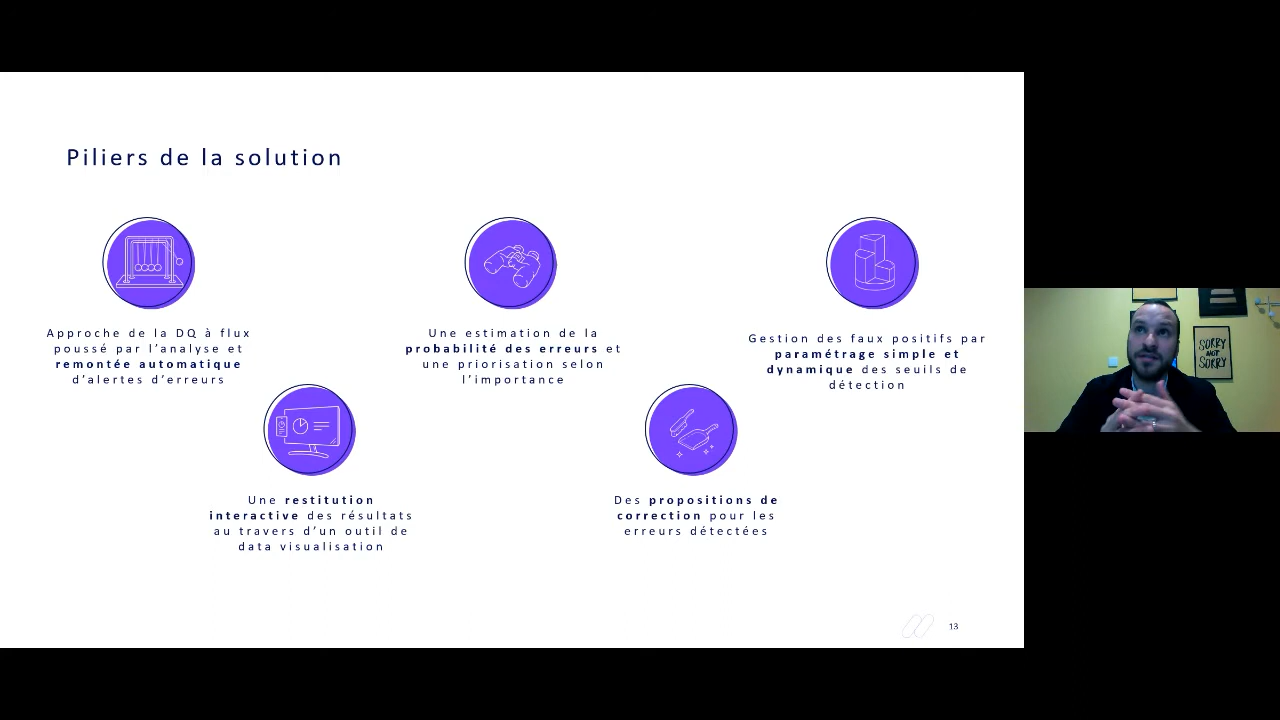 Piliers de la solution
Approche de la DQ à flux
poussé par l’analyse et
remontée automatique
d’alertes d’erreurs
Une estimation de la
probabilité des erreurs et
une priorisation selon
l’importance
Gestion des faux positifs par
paramétrage simple et
dynamique des seuils de
détection
Une restitution
interactive des résultats
au travers d’un outil de
data visualisation
Des propositions de
correction pour les
erreurs détectées
13
SORRY
NOT
SORRY